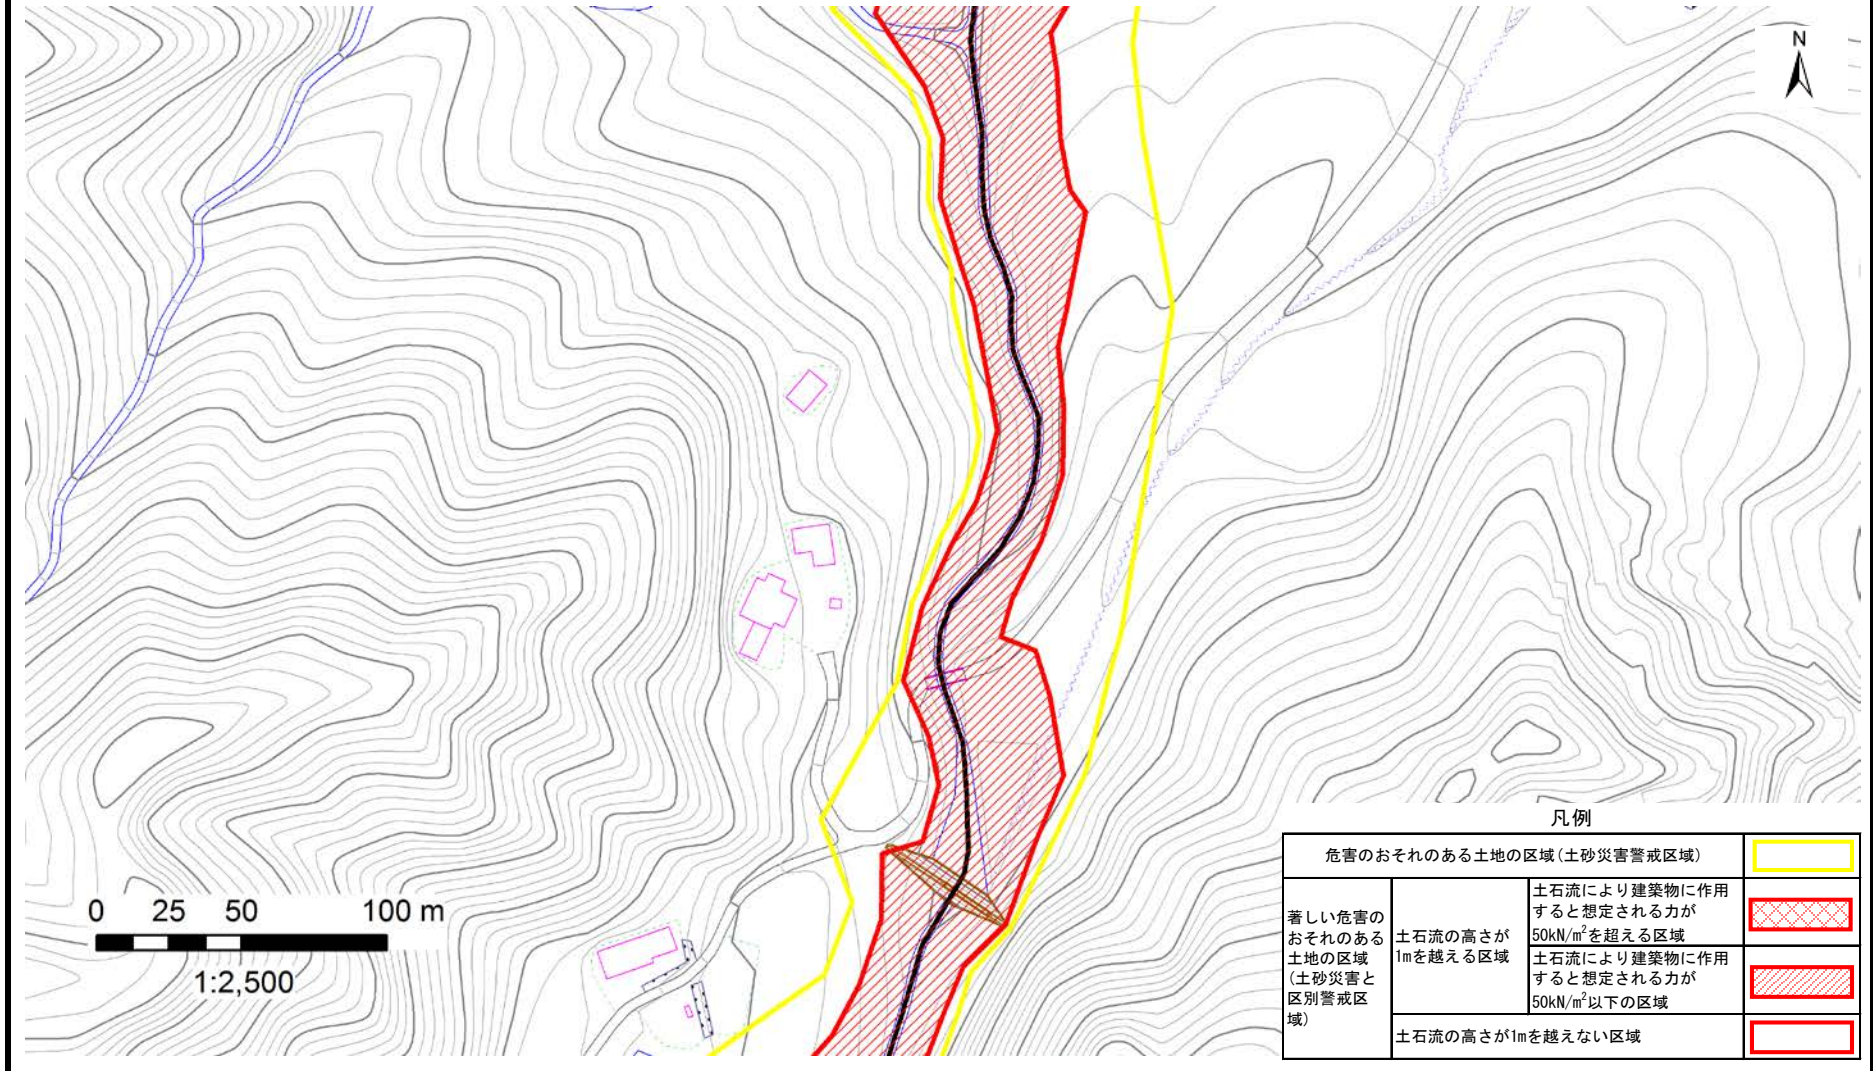 N
0 25 50 100 m
1:2,500
凡例
危害のおそれのある土地の区域(土砂災害警戒区域)
著しい危害の
おそれのある
土地の区域
(土砂災害と
区別警戒区
域)
土石流の高さが
1mを越える区域
土石流により建築物に作用
すると想定される力が
50kN/m²を超える区域
土石流により建築物に作用
すると想定される力が
50kN/m²以下の区域
土石流の高さが1mを越えない区域